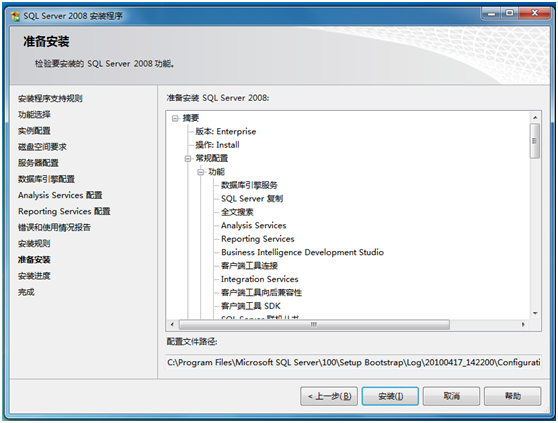 SQL Server 2008 安装程序
准备安装
检验要安装的 SQL Server 2008 功能。
安装程序支持规则
功能选择
实例配置
磁盘空间要求
服务器配置
数据库引擎配置
Analysis Services 配置
Reporting Services 配置
错误和使用情况报告
安装规则
准备安装
安装进度
完成
准备安装 SQL Server 2008:
摘要
版本: Enterprise
操作: Install
常规配置
功能
数据库引擎服务
SQL Server 复制
全文搜索
Analysis Services
Reporting Services
Business Intelligence Development Studio
客户端工具连接
Integration Services
客户端工具向后兼容性
客户端工具 SDK
SQL Server 联机丛书
配置文件路径:
C:\Program Files\Microsoft SQL Server\100\Setup Bootstrap\Log\20100417_142200\Configurati
< 上一步(B)
安装(I)
取消
帮助